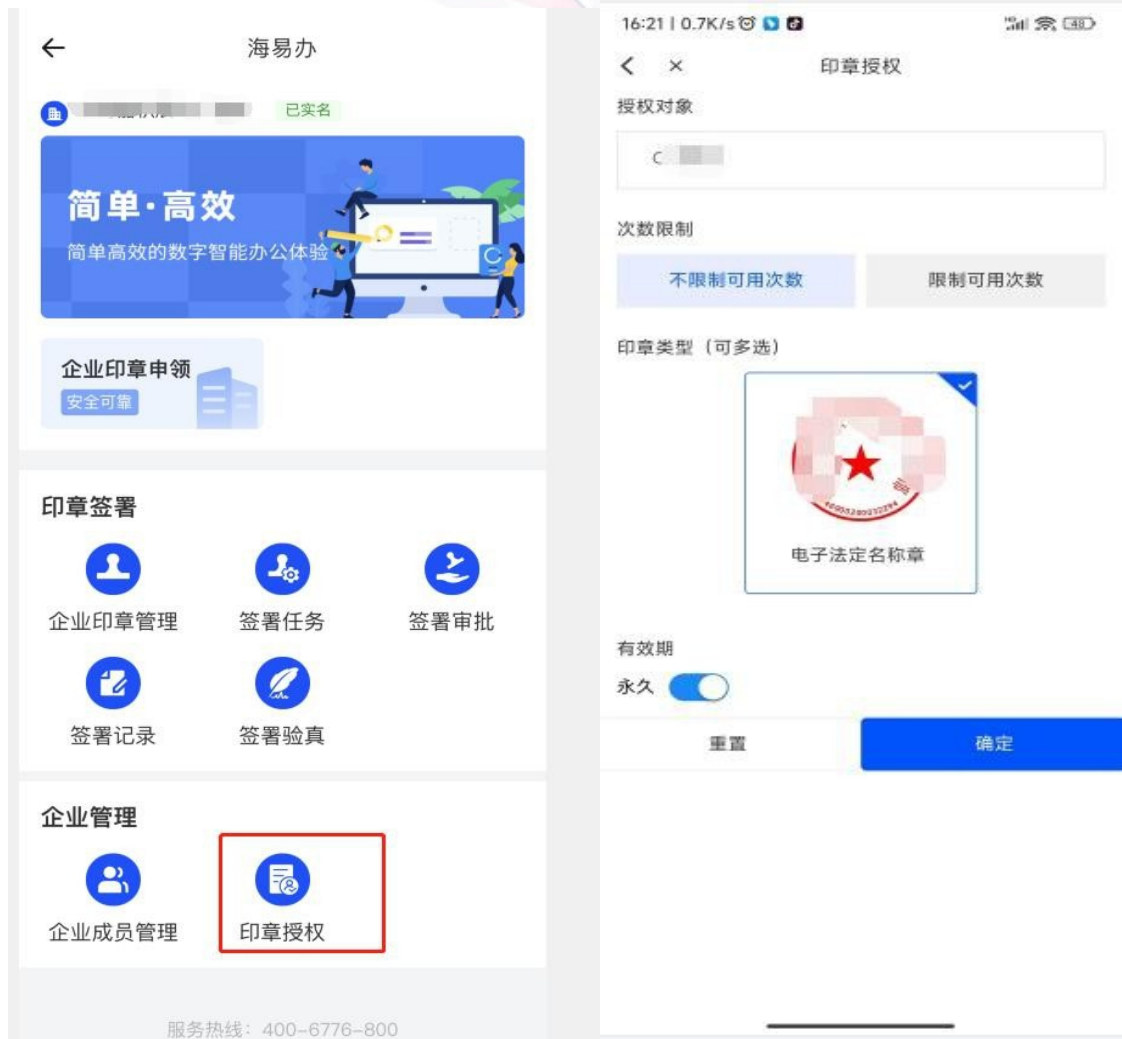 海易办
已实名
简单·高效
简单高效的数字智能办公体验
企业印章申领
安全可靠
印章签署
企业印章管理
签署任务
签署审批
签署记录
签署验真
企业管理
企业成员管理
印章授权
服务热线：400-6776-800
16:21 | 0.7K/s
48
印章授权
授权对象
C
次数限制
不限制可用次数
限制可用次数
印章类型（可多选）
电子法定名称章
有效期
永久
重置
确定